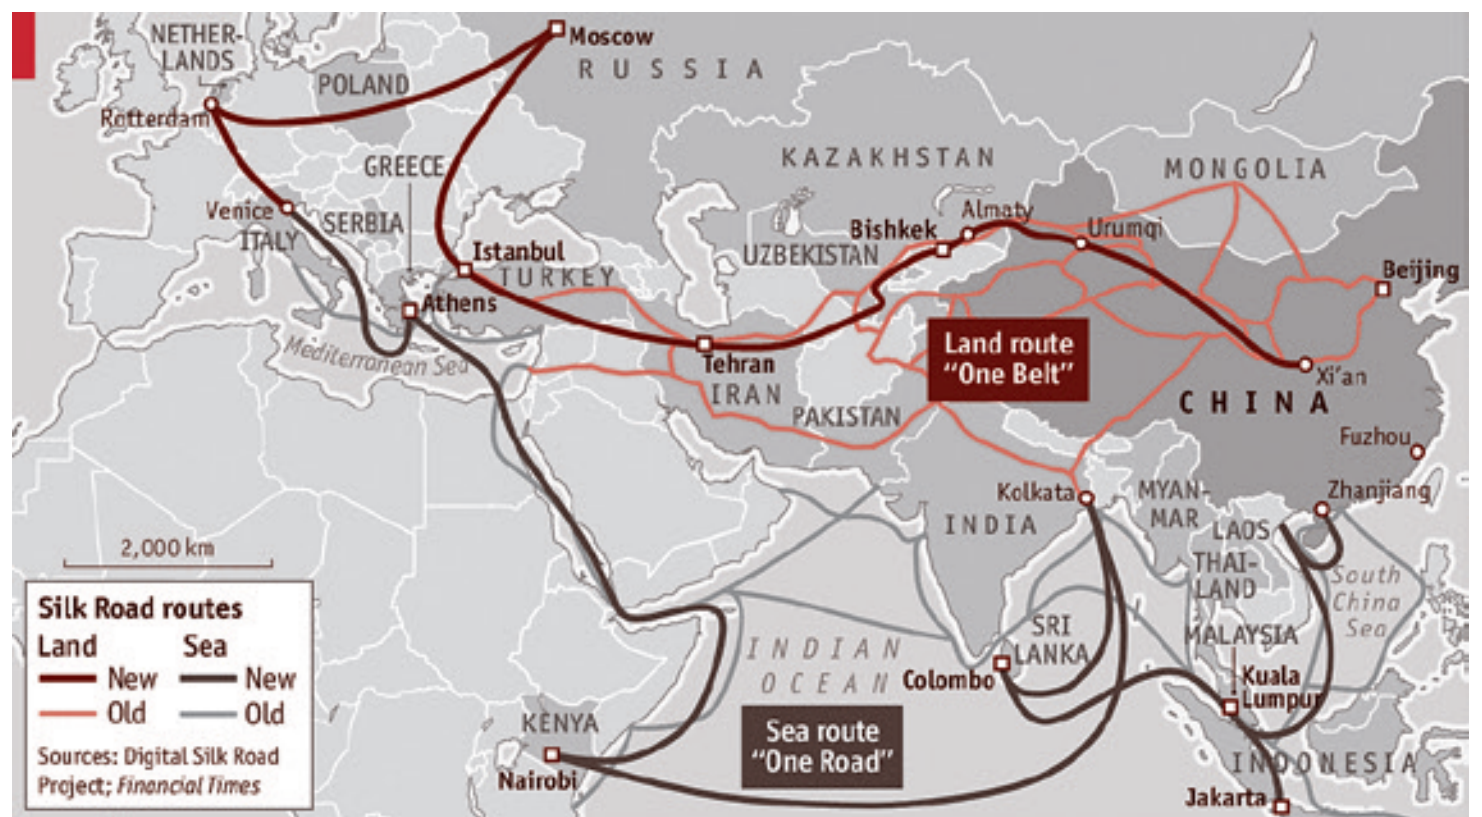 NETHER-
LANDS
Moscow
RUSSIA
POLAND
Rotterdam
GREECE
KAZAKHSTAN
MONGOLIA
Venice
ITALY
SERBIA
Almaty
Bishkek
Urumqi
UZBEKISTAN
Istanbul
TURKEY
Beijing
Athens
Mediterranean Sea
Tehran
IRAN
Land route
"One Belt"
Xi'an
CHINA
PAKISTAN
Fuzhou
Kolkata
INDIA
MYAN-
MAR
Zhanjiang
LAOS
THAI-
LAND
South
China
Sea
2,000 km
Silk Road routes
Land Sea
New New
Old Old
Sources: Digital Silk Road
Project; Financial Times
INDIAN
OCEAN
SRI
LANKA
Colombo
MALAYSIA
Kuala
Lumpur
KENYA
Nairobi
Sea route
"One Road"
INDONESIA
Jakarta